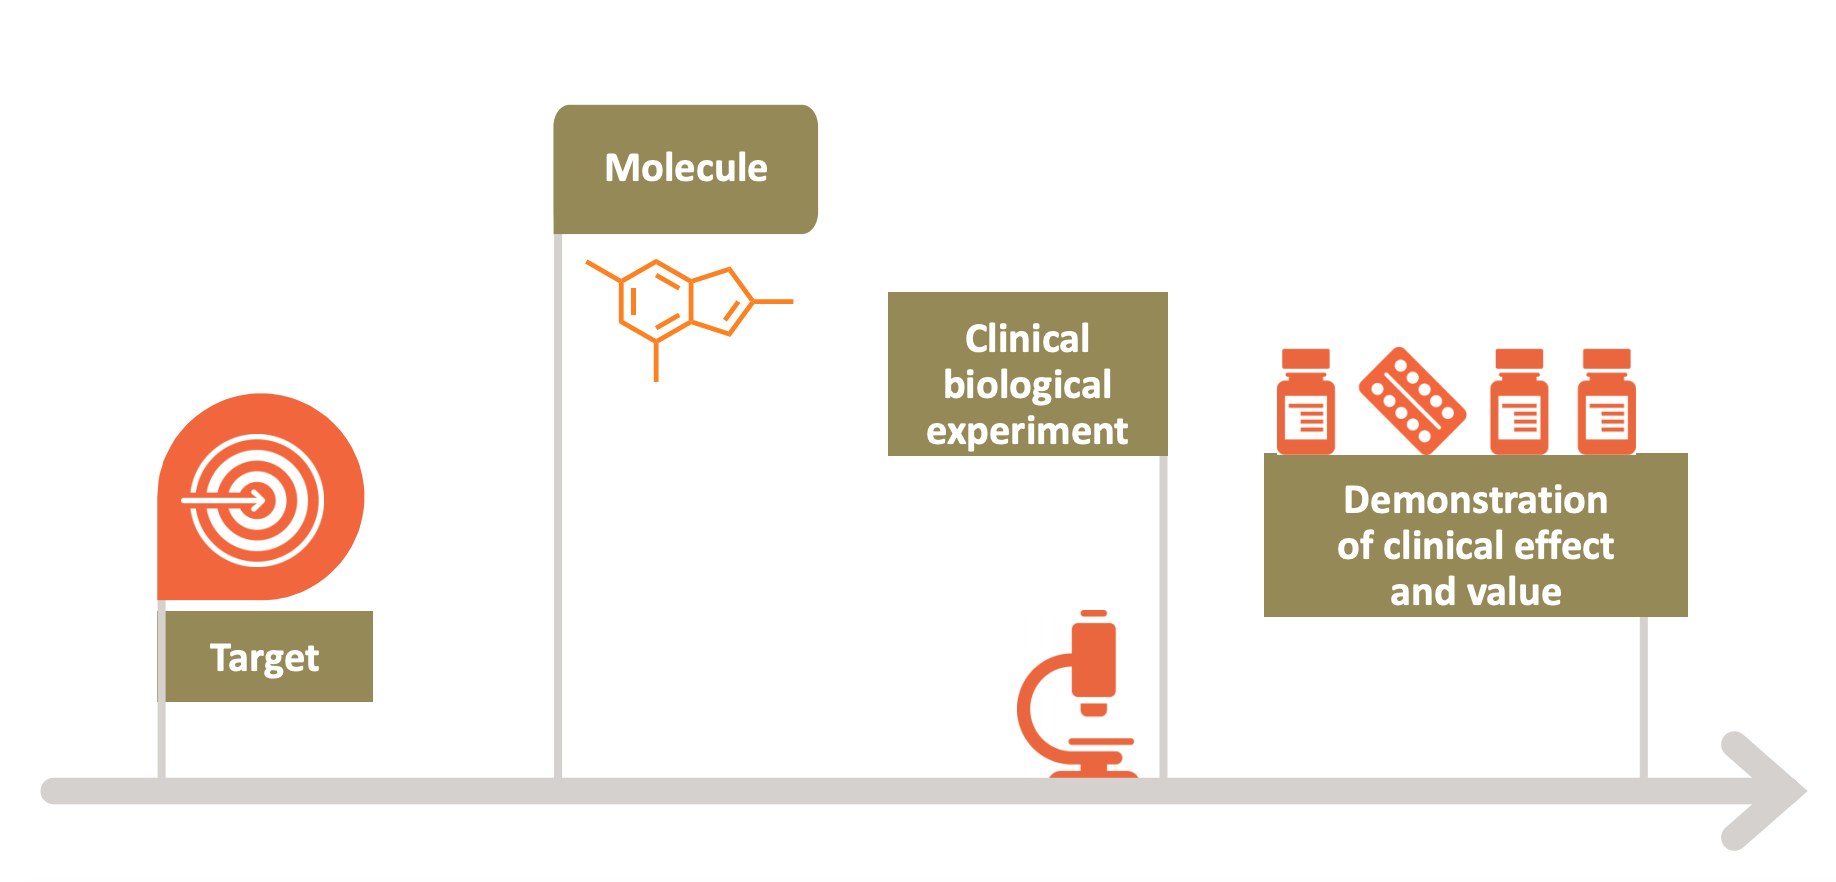 Molecule
Clinical
biological
experiment
Demonstration
of clinical effect
and value
Target